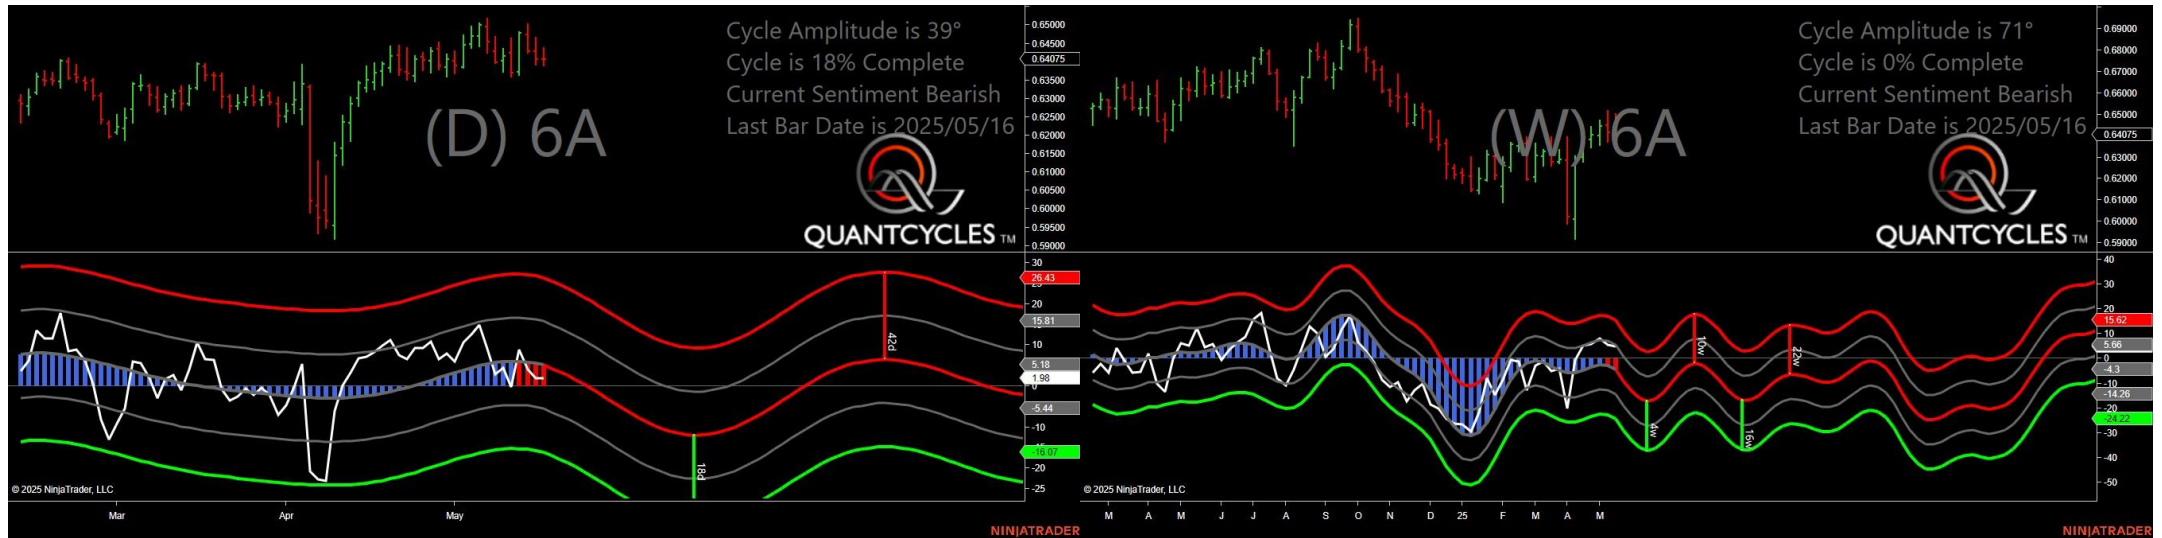 Cycle Amplitude is 39°
Cycle is 18% Complete
Current Sentiment Bearish
Last Bar Date is 2025/05/16
(D) 6A
QUANTCYCLES TM
0.65000
0.64500
0.64075
0.63500
0.63000
0.62500
0.62000
0.61500
0.61000
0.60500
0.60000
0.59500
0.59000
30
26.43
20
15.81
10
5.18
1.98
0
-5.44
-10
-16.07
-20
-25
42d
18d
© 2025 NinjaTrader, LLC
Mar
Apr
May
NINJATRADER
Cycle Amplitude is 71°
Cycle is 0% Complete
Current Sentiment Bearish
Last Bar Date is 2025/05/16
(W) 6A
QUANTCYCLES TM
0.69000
0.68000
0.67000
0.66000
0.65000
0.64075
0.63000
0.62000
0.61000
0.60000
0.59000
40
30
20
15.62
10
5.66
0
-4.3
-10
-14.26
-20
-24.22
-30
-40
-50
10w
22w
4w
16w
© 2025 NinjaTrader, LLC
M A M J J A S O N D 25 F M A M
NINJATRADER